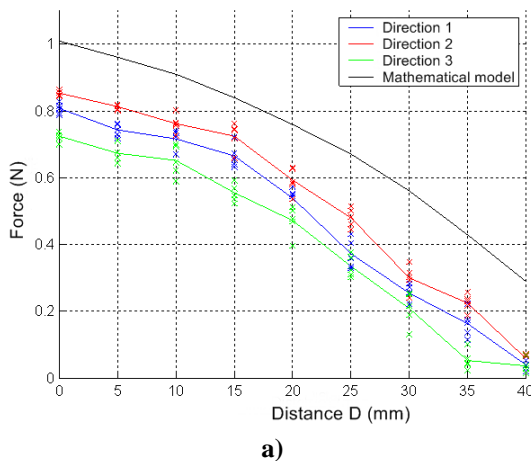 Direction 1
Direction 2
Direction 3
Mathematical model
1
0.8
0.6
0.4
0.2
0
Force (N)
0 5 10 15 20 25 30 35 40
Distance D (mm)
a)